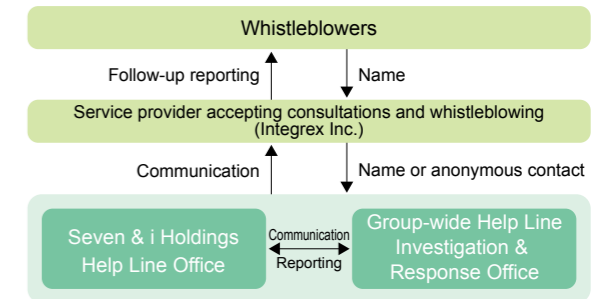 Whistleblowers
Follow-up reporting
Name
Service provider accepting consultations and whistleblowing
(Integrex Inc.)
Communication
Name or anonymous contact
Seven & i Holdings
Help Line Office
Communication
Reporting
Group-wide Help Line
Investigation &
Response Office